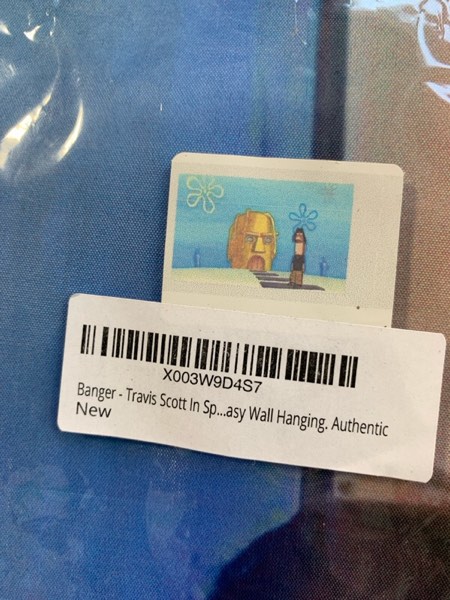 X003W9D4S7
Banger - Travis Scott In Sp...asy Wall Hanging. Authentic
New